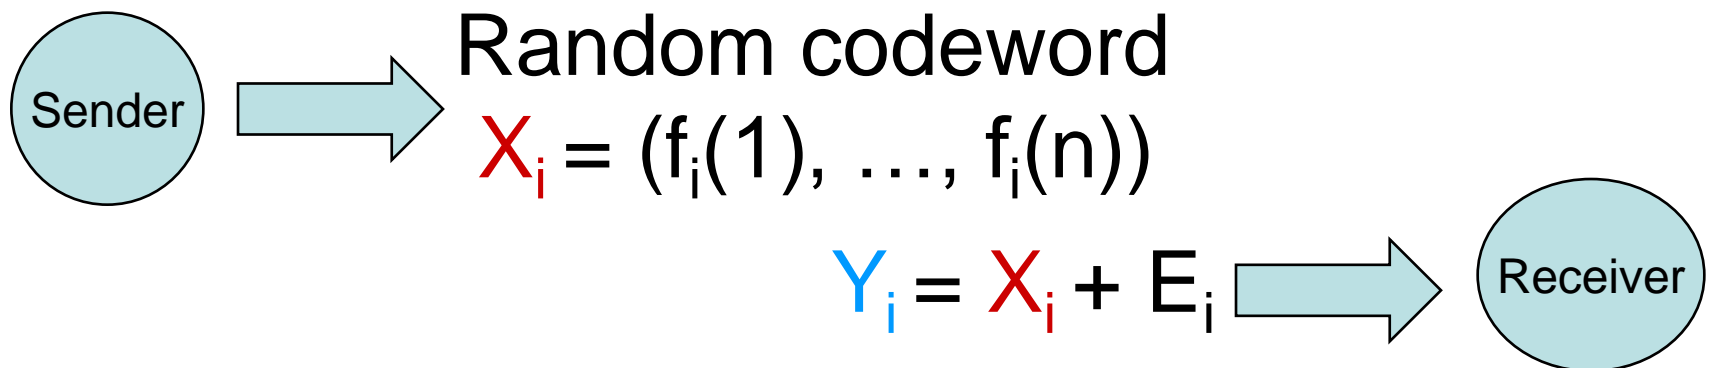 Sender
Random codeword
Xᵢ = (fᵢ(1), …, fᵢ(n))
Yᵢ = Xᵢ + Eᵢ
Receiver